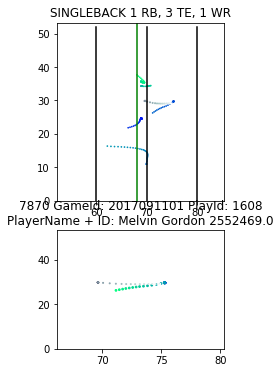 SINGLEBACK 1 RB, 3 TE, 1 WR
50
40
30
20
10
0
60 70 80
7870 GameId: 2017091101 PlayId: 1608
PlayerName + ID: Melvin Gordon 2552469.0
40
20
0
70 75 80